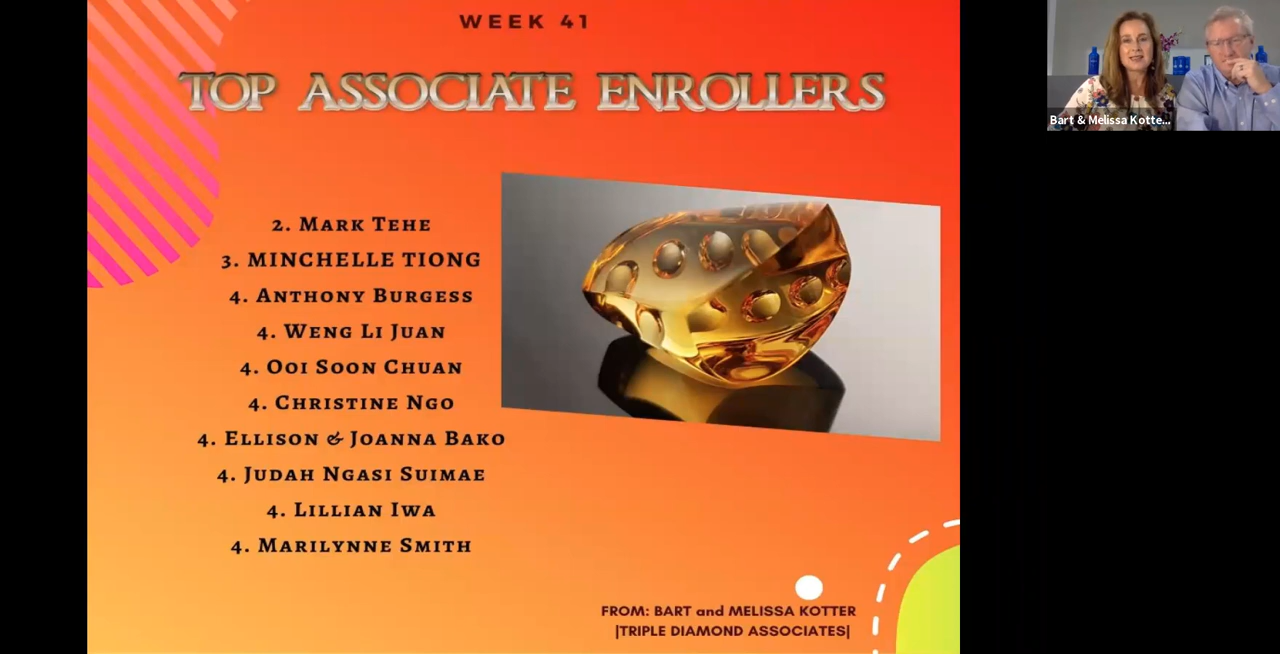 WEEK 41
TOP ASSOCIATE ENROLLERS
2. Mark Tehe
3. MINCHELLE TIONG
4. Anthony Burgess
4. Weng Li Juan
4. Ooi Soon Chuan
4. Christine Ngo
4. Ellison & Joanna Bako
4. Judah Ngasi Suimae
4. Lillian Iwa
4. Marilynne Smith
FROM: BART and MELISSA KOTTER
|TRIPLE DIAMOND ASSOCIATES|
Bart & Melissa Kotte...